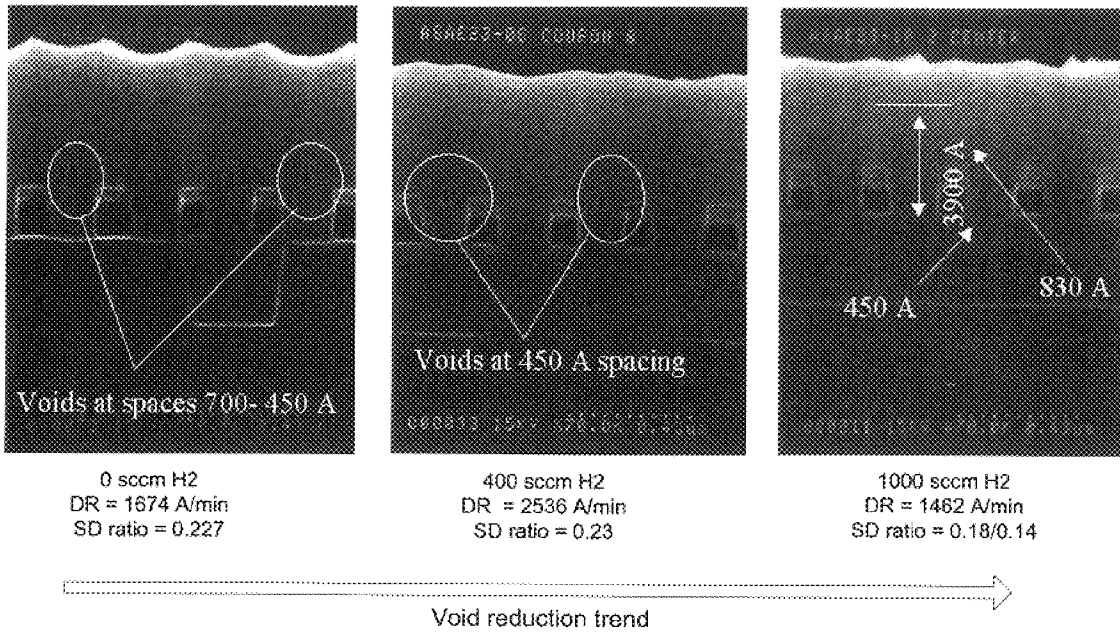 COUPON
Voids at spaces 700- 450 A
Voids at 450 A spacing
3900 A
450 A
830 A
0 sccm H2
DR = 1674 A/min
SD ratio = 0.227
400 sccm H2
DR = 2536 A/min
SD ratio = 0.23
1000 sccm H2
DR = 1462 A/min
SD ratio = 0.18/0.14
Void reduction trend